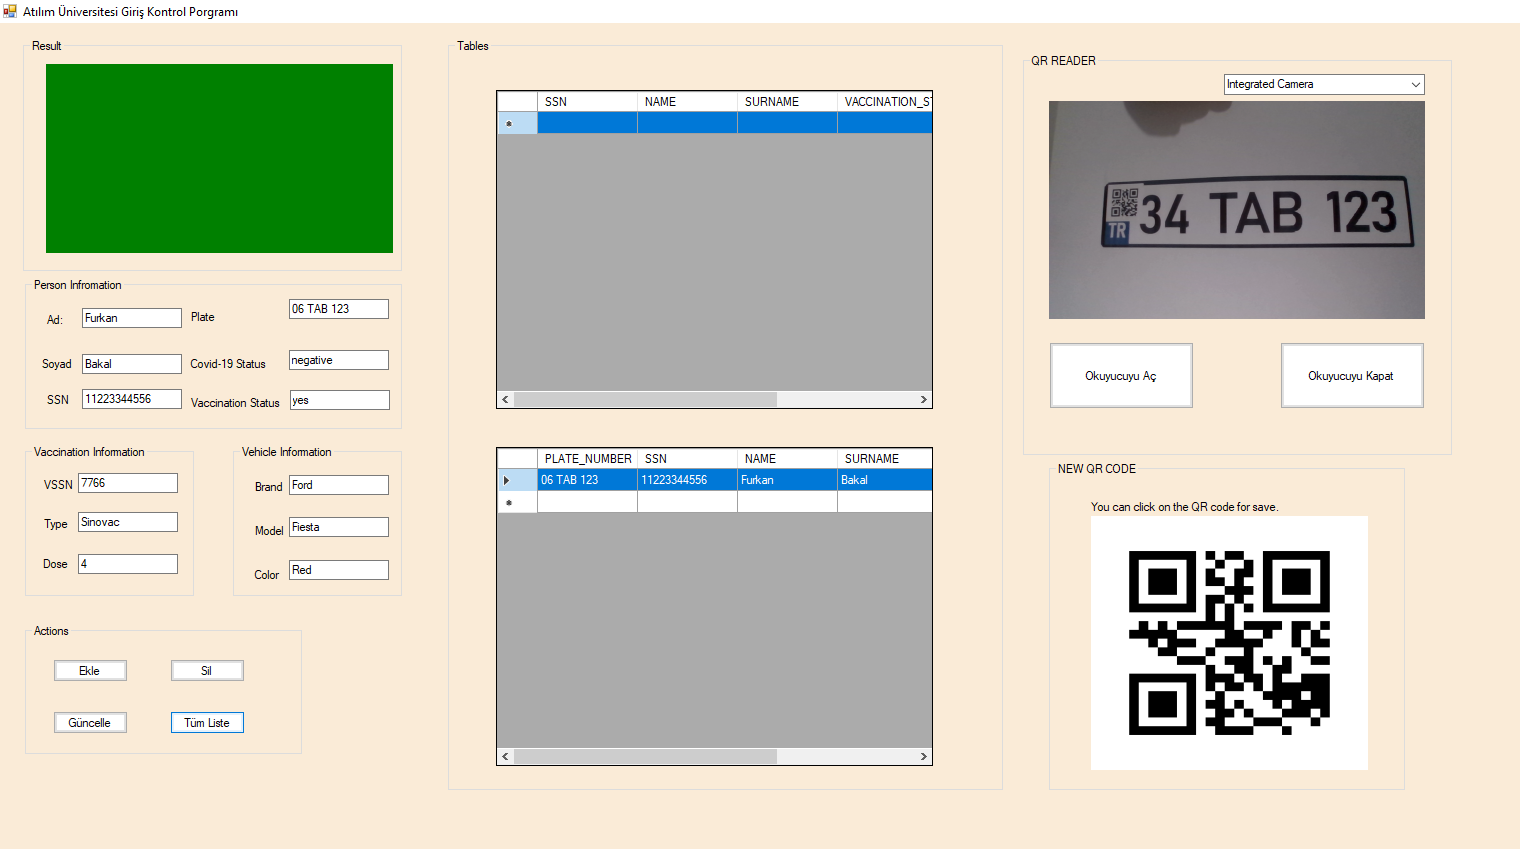 Atılım Üniversitesi Giriş Kontrol Porgramı
Result
Person Infromation
Ad:
Furkan
Plate
06 TAB 123
Soyad
Bakal
Covid-19 Status
negative
SSN
11223344556
Vaccination Status
yes
Vaccination Information
VSSN
7766
Type
Sinovac
Dose
4
Vehicle Information
Brand
Ford
Model
Fiesta
Color
Red
Actions
Ekle
Sil
Güncelle
Tüm Liste
Tables
SSN NAME SURNAME VACCINATION_ST
PLATE_NUMBER SSN NAME SURNAME
06 TAB 123 11223344556 Furkan Bakal
QR READER
Integrated Camera
TR 34 TAB 123
Okuyucuyu Aç
Okuyucuyu Kapat
NEW QR CODE
You can click on the QR code for save.